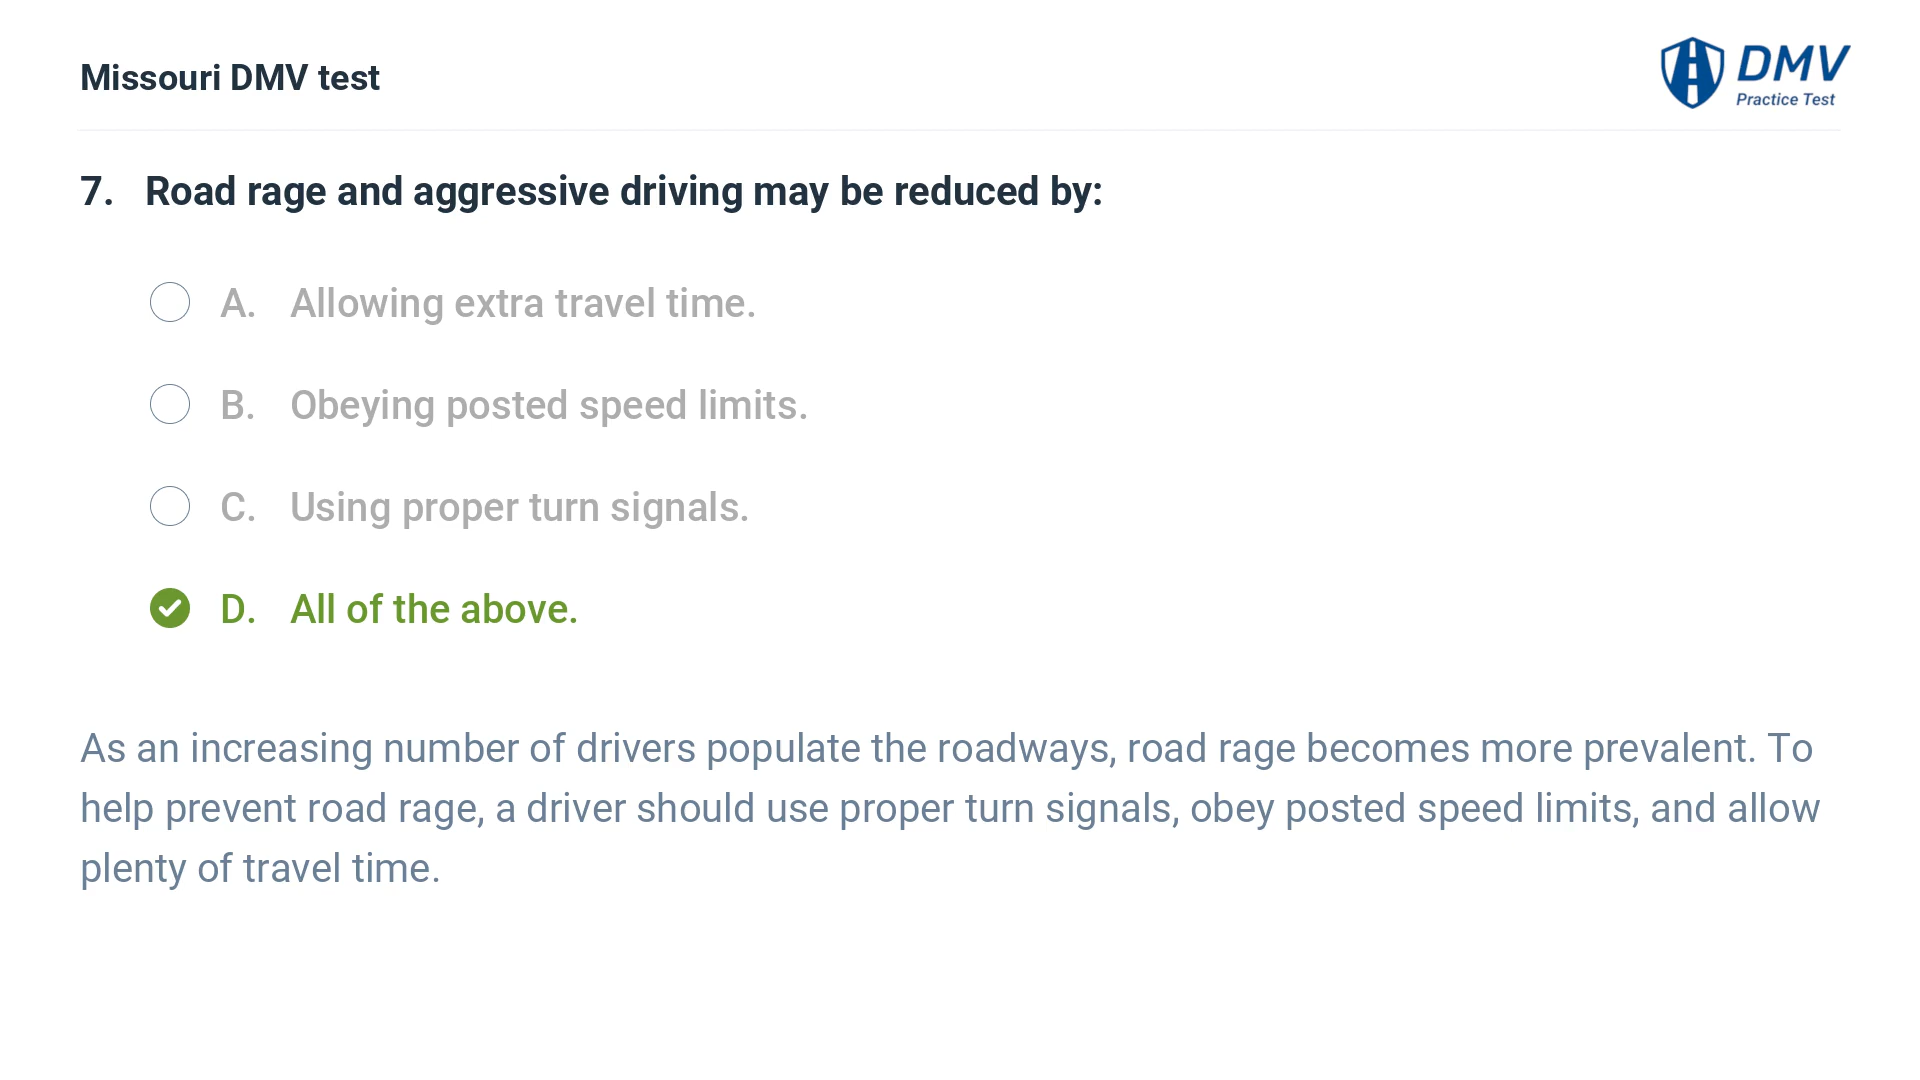 Missouri DMV test
DMV
Practice Test
7. Road rage and aggressive driving may be reduced by:
A. Allowing extra travel time.
B. Obeying posted speed limits.
C. Using proper turn signals.
D. All of the above.
As an increasing number of drivers populate the roadways, road rage becomes more prevalent. To
help prevent road rage, a driver should use proper turn signals, obey posted speed limits, and allow
plenty of travel time.